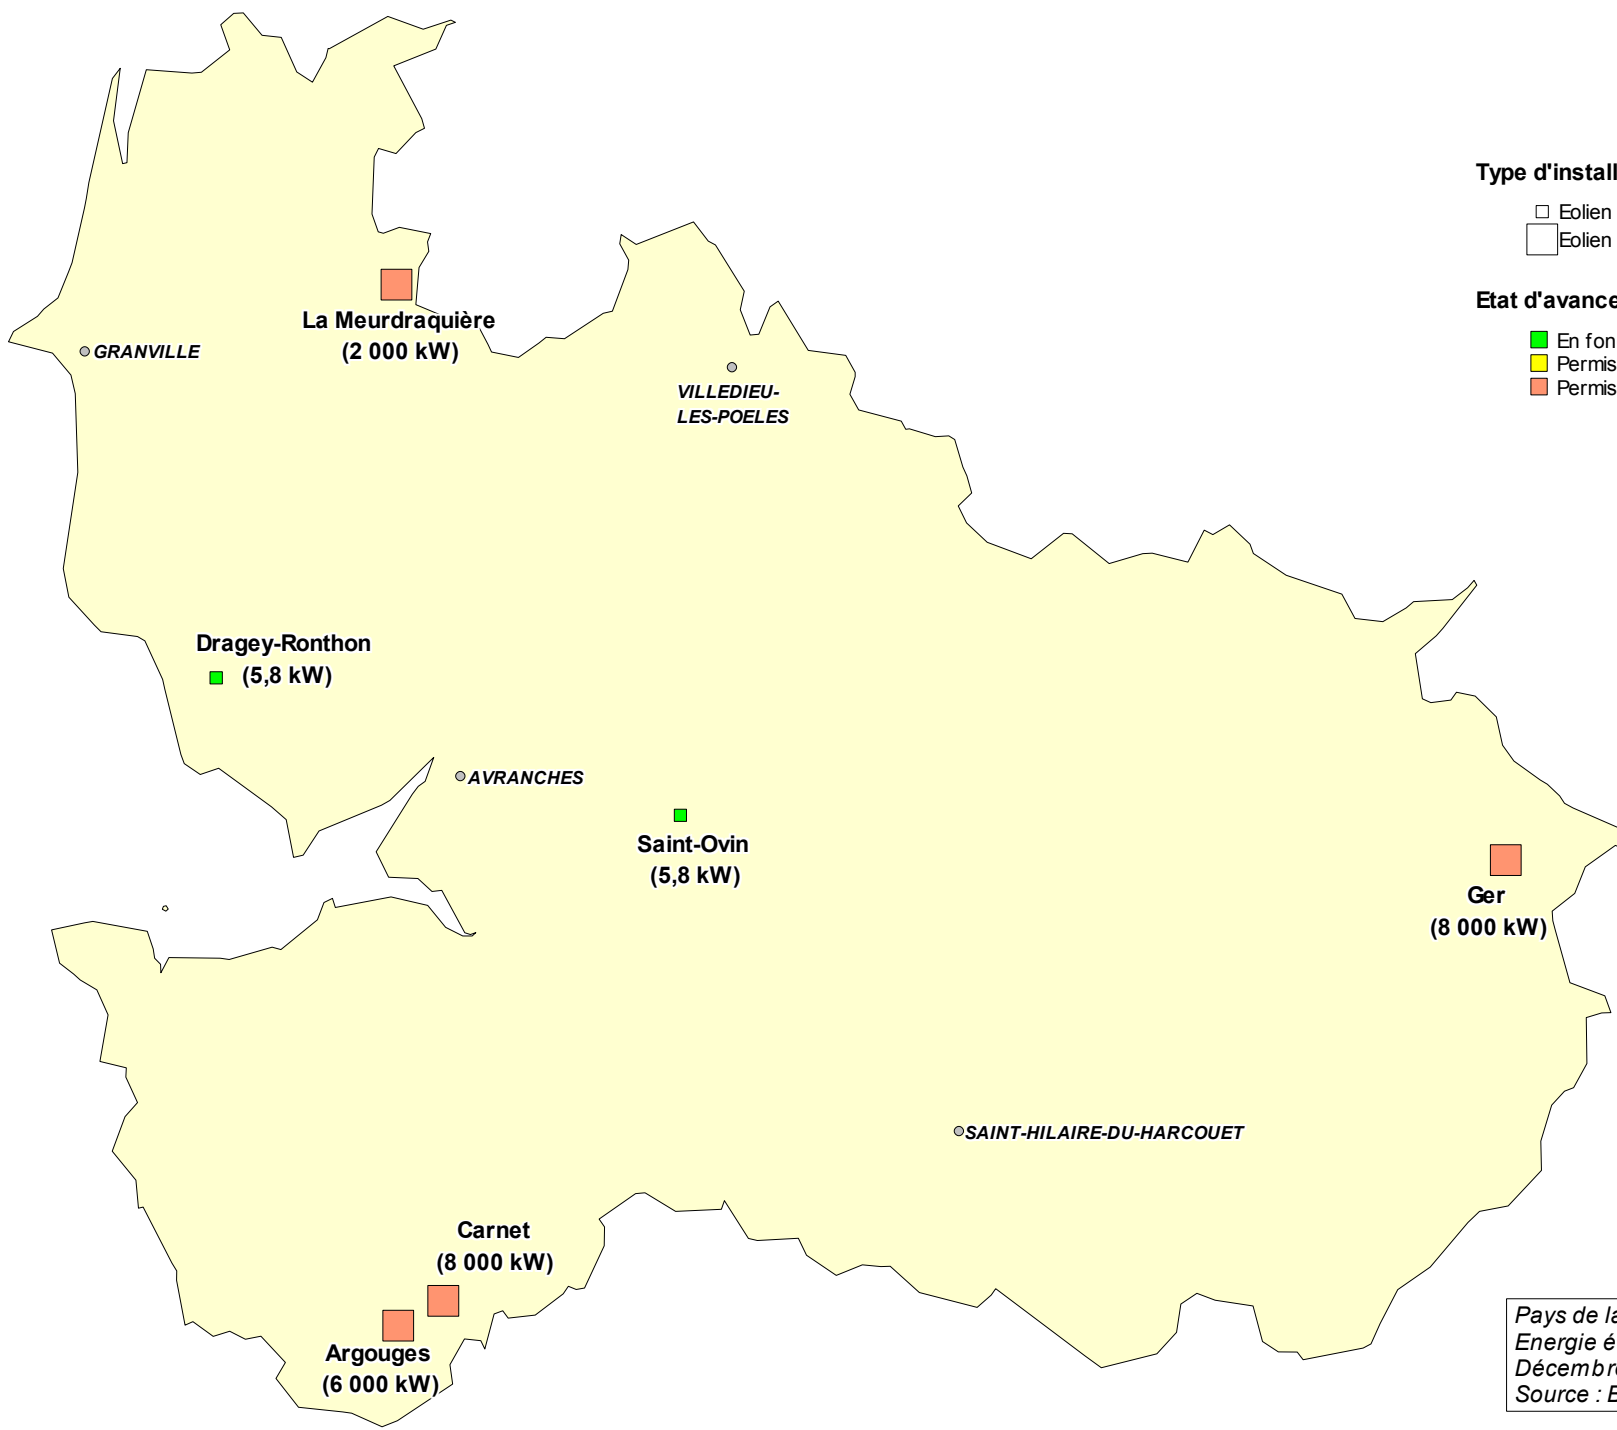 Type d'install
Eolien
Eolien
Etat d'avance
En fon
Permis
Permis
La Meurdraquière
(2 000 kW)
GRANVILLE
VILLEDIEU-
LES-POELES
Dragey-Ronthon
(5,8 kW)
AVRANCHES
Saint-Ovin
(5,8 kW)
Ger
(8 000 kW)
SAINT-HILAIRE-DU-HARCOUET
Carnet
(8 000 kW)
Argouges
(6 000 kW)
Pays de la
Energie é
Décembre
Source : E